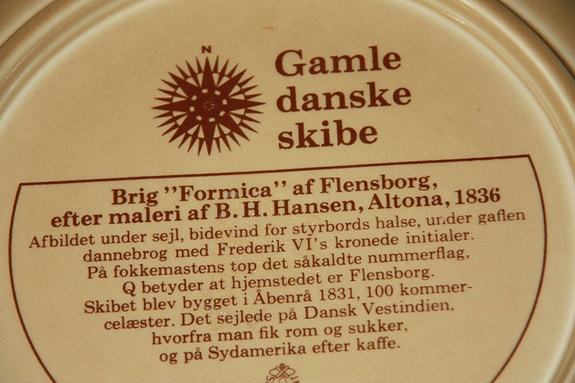 N
Gamle
danske
skibe
Brig "Formica" af Flensborg,
efter maleri af B. H. Hansen, Altona, 1836
Afbildet under sejl, bidevind for styrbords halse, under gaflen
dannebrog med Frederik VI's kronede initialer.
På fokkemastens top det såkaldte nummerflag,
Q betyder at hjemstedet er Flensborg.
Skibet blev bygget i Åbenrå 1831, 100 kommer-
celæster. Det sejlede på Dansk Vestindien,
hvorfra man fik rom og sukker,
og på Sydamerika efter kaffe.